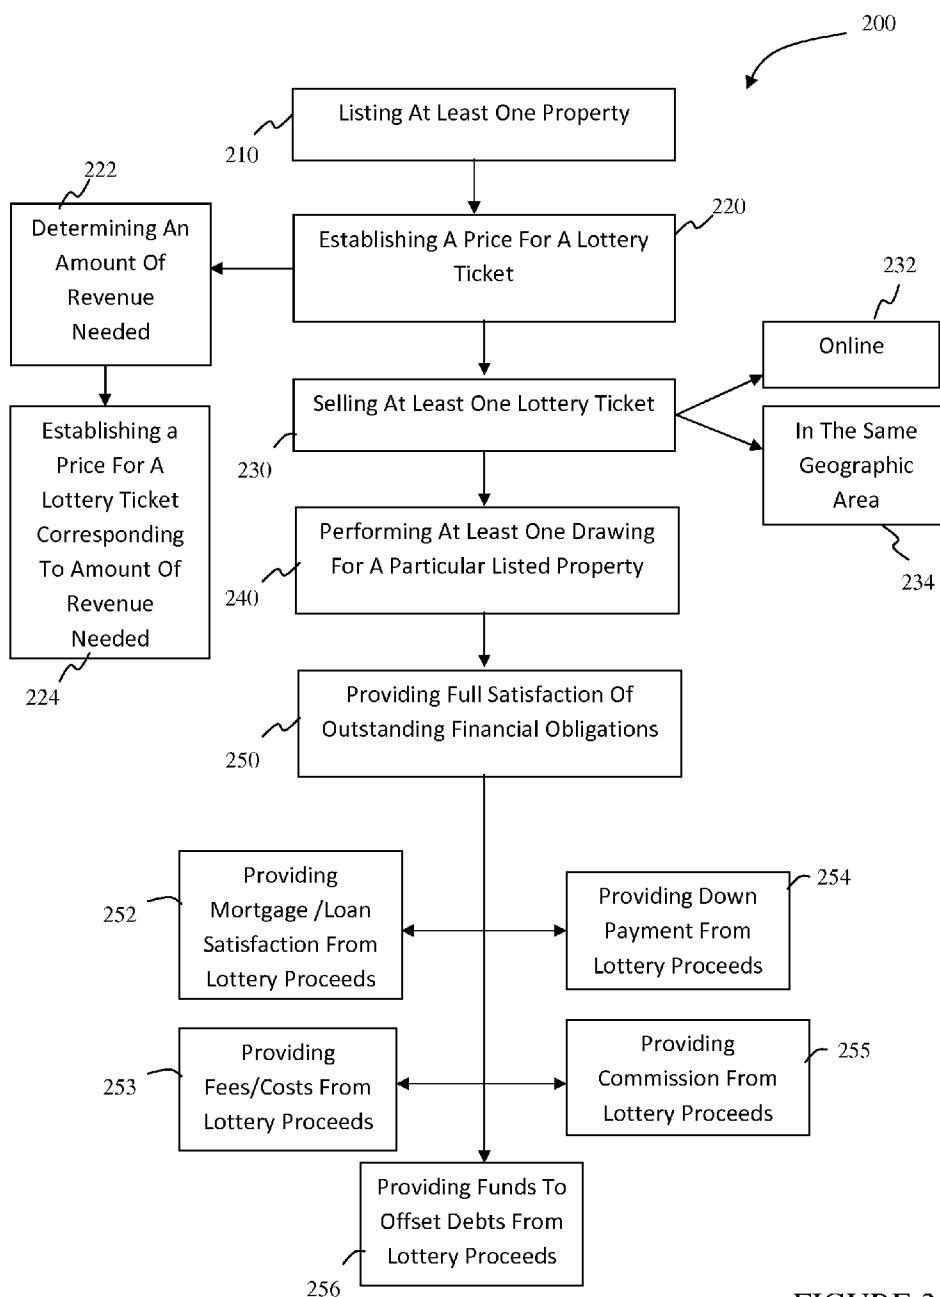 200
Listing At Least One Property
210
222
220
Determining An
Amount Of
Revenue
Needed
Establishing A Price For A Lottery
Ticket
232
Online
Selling At Least One Lottery Ticket
230
Establishing a
Price For A
Lottery Ticket
Corresponding
To Amount Of
Revenue
Needed
224
In The Same
Geographic
Area
234
Performing At Least One Drawing
For A Particular Listed Property
240
Providing Full Satisfaction Of
Outstanding Financial Obligations
250
Providing
Mortgage /Loan
Satisfaction From
Lottery Proceeds
252
Providing Down
Payment From
Lottery Proceeds
254
Providing
Fees/Costs From
Lottery Proceeds
253
Providing
Commission From
Lottery Proceeds
255
Providing Funds To
Offset Debts From
Lottery Proceeds
256